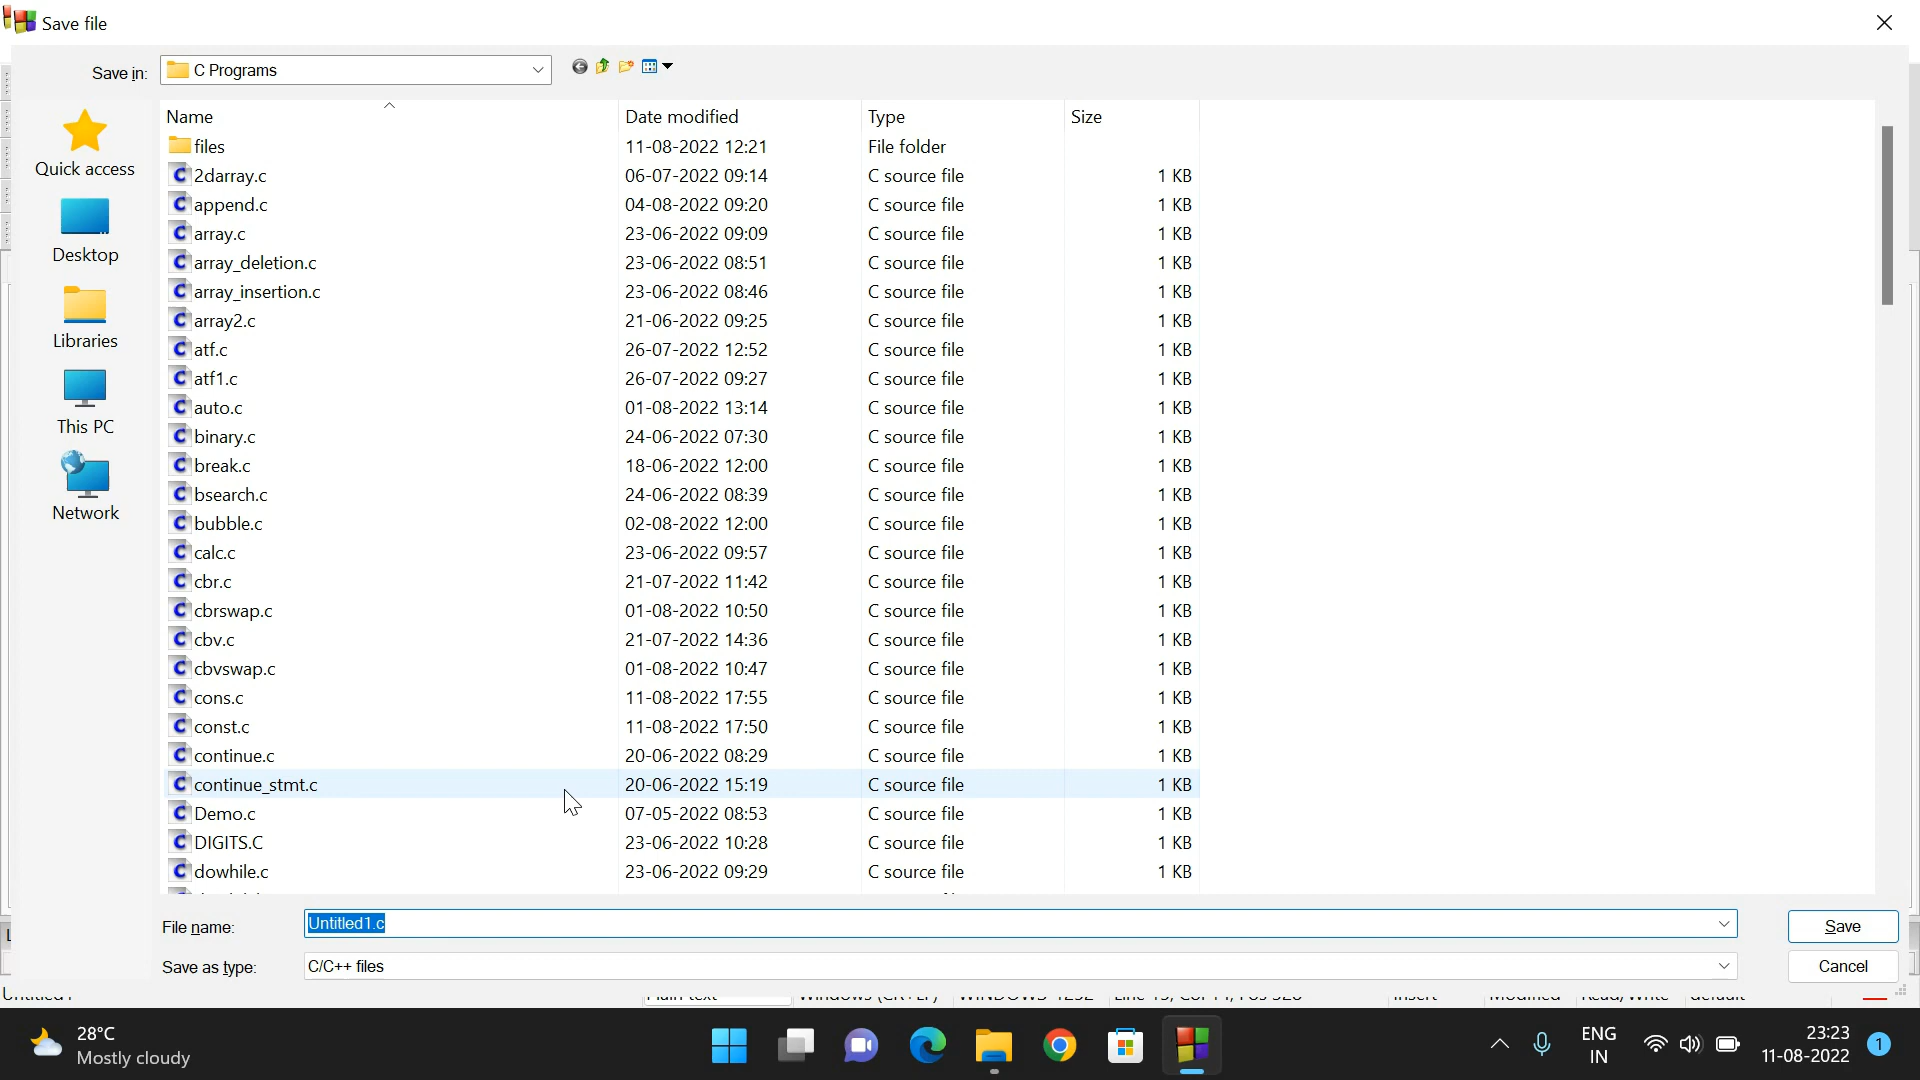 Save file
Save in: C Programs
Name Date modified Type Size
files 11-08-2022 12:21 File folder
2darray.c 06-07-2022 09:14 C source file 1 KB
append.c 04-08-2022 09:20 C source file 1 KB
array.c 23-06-2022 09:09 C source file 1 KB
array_deletion.c 23-06-2022 08:51 C source file 1 KB
array_insertion.c 23-06-2022 08:46 C source file 1 KB
array2.c 21-06-2022 09:25 C source file 1 KB
atf.c 26-07-2022 12:52 C source file 1 KB
atf1.c 26-07-2022 09:27 C source file 1 KB
auto.c 01-08-2022 13:14 C source file 1 KB
binary.c 24-06-2022 07:30 C source file 1 KB
break.c 18-06-2022 12:00 C source file 1 KB
bsearch.c 24-06-2022 08:39 C source file 1 KB
bubble.c 02-08-2022 12:00 C source file 1 KB
calc.c 23-06-2022 09:57 C source file 1 KB
cbr.c 21-07-2022 11:42 C source file 1 KB
cbrswap.c 01-08-2022 10:50 C source file 1 KB
cbv.c 21-07-2022 14:36 C source file 1 KB
cbvswap.c 01-08-2022 10:47 C source file 1 KB
cons.c 11-08-2022 17:55 C source file 1 KB
const.c 11-08-2022 17:50 C source file 1 KB
continue.c 20-06-2022 08:29 C source file 1 KB
continue_stmt.c 20-06-2022 15:19 C source file 1 KB
Demo.c 07-05-2022 08:53 C source file 1 KB
DIGITS.C 23-06-2022 10:28 C source file 1 KB
dowhile.c 23-06-2022 09:29 C source file 1 KB
Quick access
Desktop
Libraries
This PC
Network
File name: Untitled1.c Save
Save as type: C/C++ files Cancel
28°C
Mostly cloudy
ENG
IN
23:23
11-08-2022
1